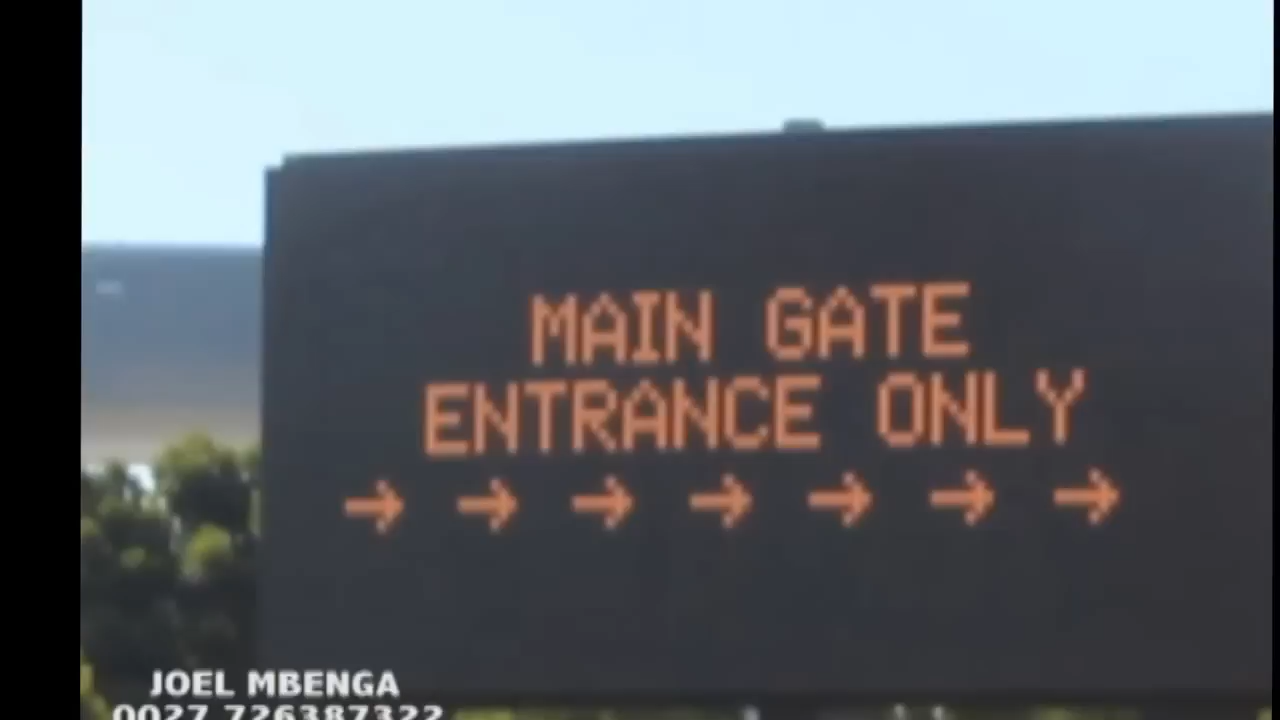 MAIN GATE
ENTRANCE ONLY
→ → → → → → →
JOEL MBENGA
0027 726387322